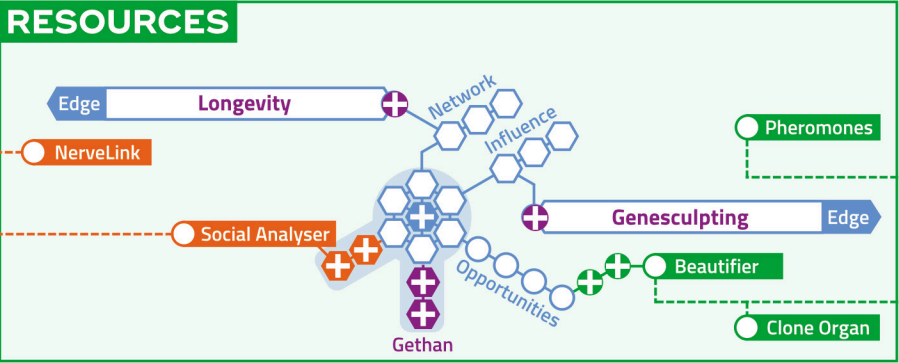 RESOURCES
Edge
Longevity
Network
Influence
Pheromones
NerveLink
Genesculpting
Edge
Social Analyser
Opportunities
Beautifier
Clone Organ
Gethan